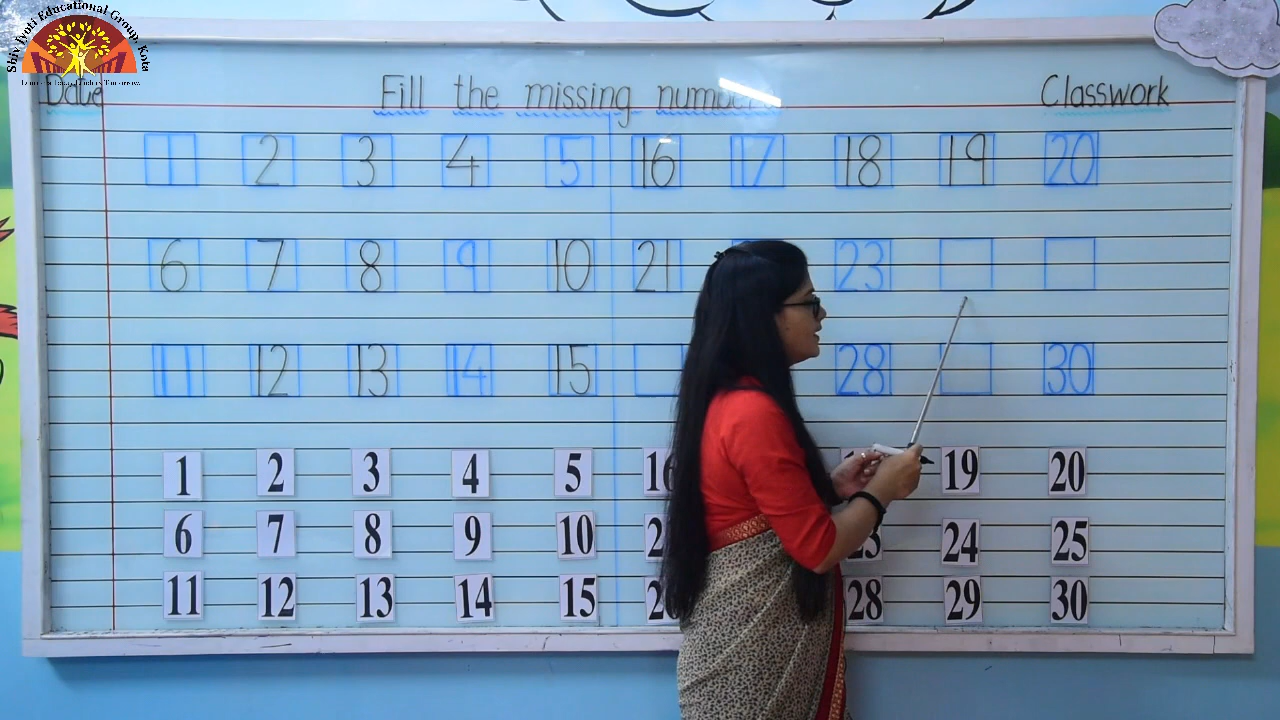 Shiv Jyoti Educational Group, Kota
Date Fill the missing Classwork
1 2 3 4 5 16 17 18 19 20
6 7 8 9 10 21 23
11 12 13 14 15 28 30
1 2 3 4 5 16 19 20
6 7 8 9 10 24 25
11 12 13 14 15 28 29 30